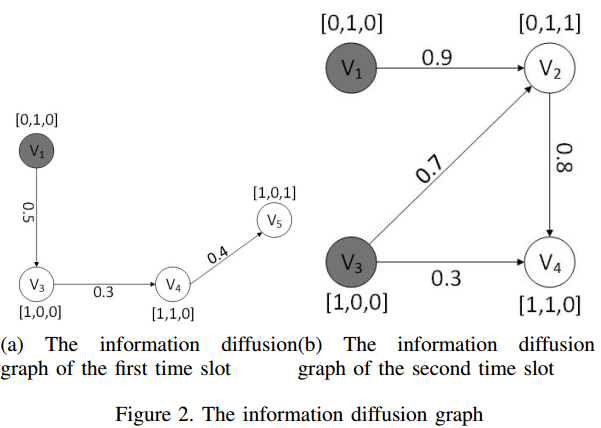 [0,1,0]
V1
0.5
V3
[1,0,0]
0.3
V4
[1,1,0]
0.4
[1,0,1]
V5
[0,1,0]
V1
0.9
[0,1,1]
V2
0.7
0.8
V3
[1,0,0]
0.3
V4
[1,1,0]
(a) The information diffusion
graph of the first time slot
(b) The information diffusion
graph of the second time slot
Figure 2. The information diffusion graph